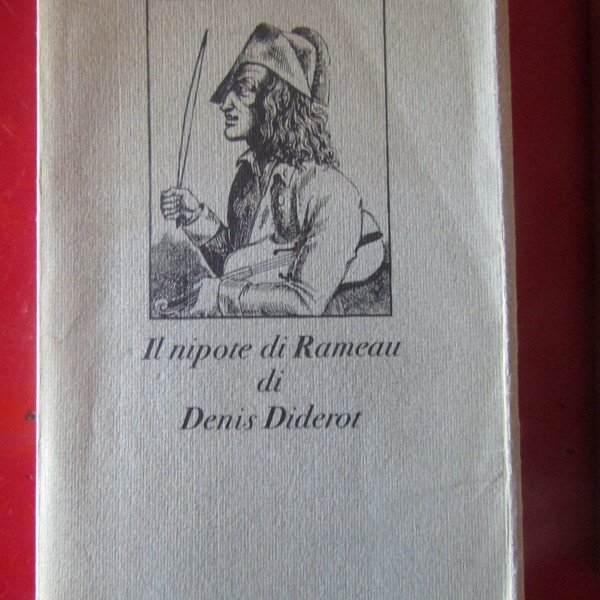 Il nipote di Rameau
di
Denis Diderot